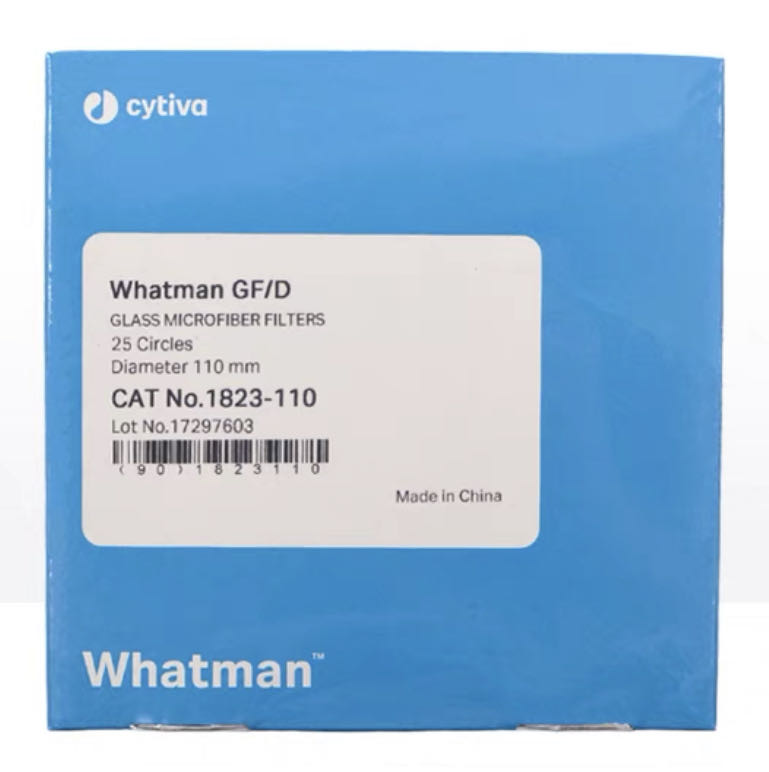 cytiva
Whatman GF/D
GLASS MICROFIBER FILTERS
25 Circles
Diameter 110 mm
CAT No.1823-110
Lot No.17297603
(90)1823110
Made in China
Whatman™